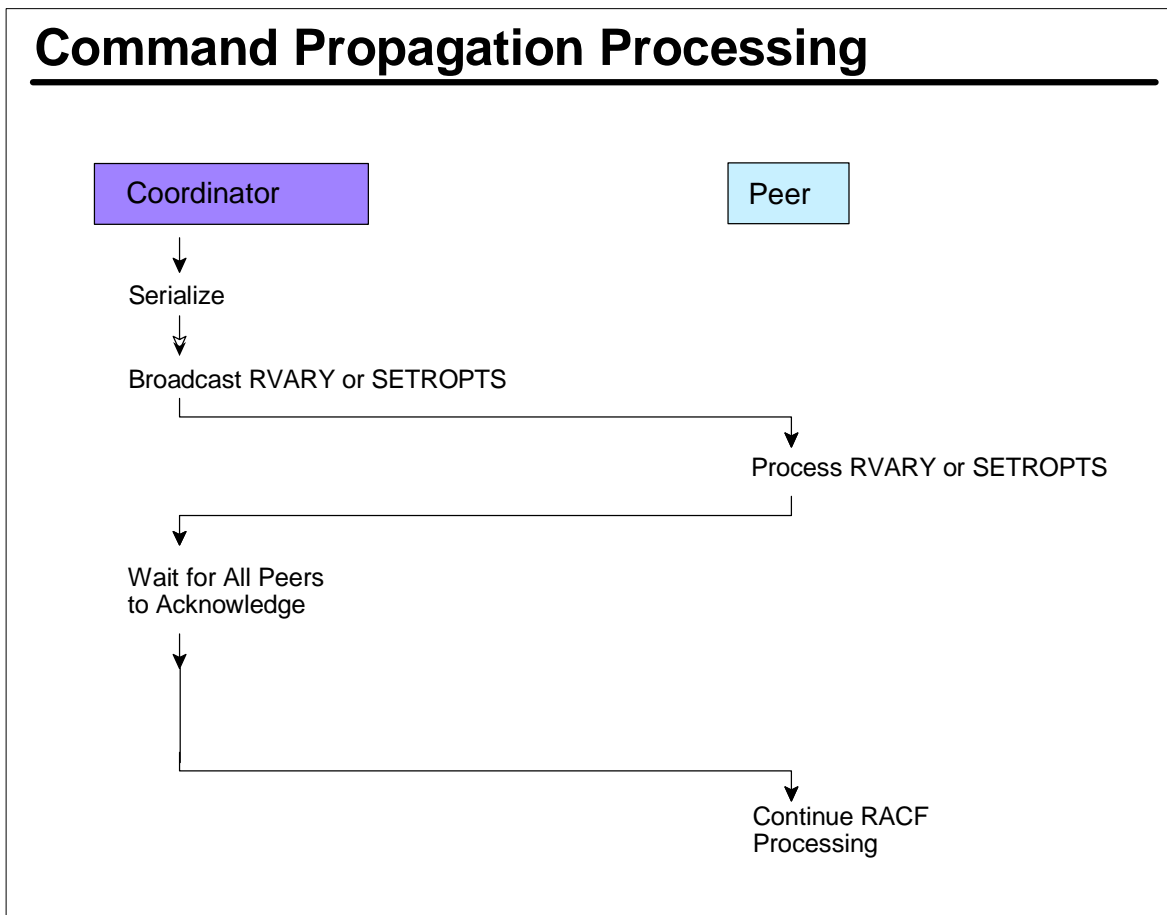 Command Propagation Processing
Coordinator
Peer
Serialize
Broadcast RVARY or SETROPTS
Process RVARY or SETROPTS
Wait for All Peers
to Acknowledge
Continue RACF
Processing